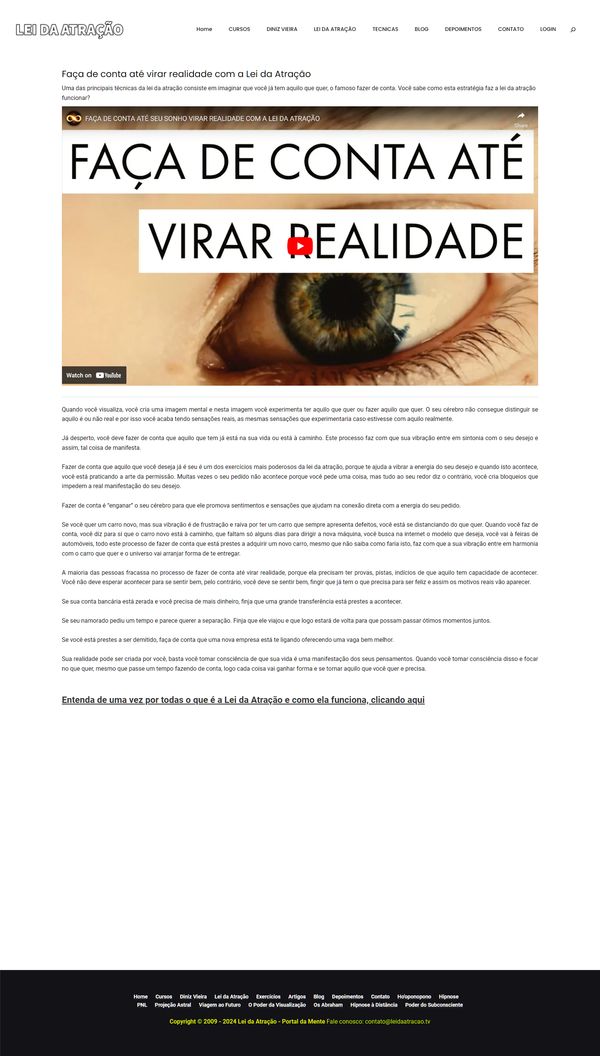 LEI DA ATRAÇÃO
Home CURSOS DINIZ VIEIRA LEI DA ATRAÇÃO TECNICAS BLOG DEPOIMENTOS CONTATO LOGIN
Faça de conta até virar realidade com a Lei da Atração
Uma das principais técnicas da lei da atração consiste em imaginar que você já tem aquilo que quer, o famoso fazer de conta. Você sabe como esta estratégia faz a lei da atração
funcionar?
FAÇA DE CONTA ATÉ SEU SONHO VIRAR REALIDADE COM A LEI DA ATRAÇÃO
Share
FAÇA DE CONTA ATÉ
VIRAR REALIDADE
Watch on YouTube
Quando você visualiza, você cria uma imagem mental e nesta imagem você experimenta ter aquilo que quer ou fazer aquilo que quer. O seu cérebro não consegue distinguir se
aquilo é ou não real e por isso você acaba tendo sensações reais, as mesmas sensações que experimentaria caso estivesse com aquilo realmente.
Já desperto, você deve fazer de conta que aquilo que tem já está na sua vida ou está à caminho. Este processo faz com que sua vibração entre em sintonia com o seu desejo e
assim, tal coisa de manifesta.
Fazer de conta que aquilo que você deseja já é seu é um dos exercícios mais poderosos da lei da atração, porque te ajuda a vibrar a energia do seu desejo e quando isto acontece,
você está praticando a arte da permissão. Muitas vezes o seu pedido não acontece porque você pede uma coisa, mas tudo ao seu redor diz o contrário, você cria bloqueios que
impedem a real manifestação do seu desejo.
Fazer de conta é "enganar" o seu cérebro para que ele promova sentimentos e sensações que ajudam na conexão direta com a energia do seu pedido.
Se você quer um carro novo, mas sua vibração é de frustração e raiva por ter um carro que sempre apresenta defeitos, você está se distanciando do que quer. Quando você faz de
conta, você diz para si que o carro novo está à caminho, que faltam só alguns dias para dirigir a nova máquina, você busca na internet o modelo que deseja, você vai à feiras de
automóveis, todo este processo de fazer de conta que está prestes a adquirir um novo carro, mesmo que não saiba como faria isto, faz com que a sua vibração entre em harmonia
com o carro que quer e o universo vai arranjar forma de te entregar.
A maioria das pessoas fracassa no processo de fazer de conta até virar realidade, porque ela precisam ter provas, pistas, indícios de que aquilo tem capacidade de acontecer.
Você não deve esperar acontecer para se sentir bem, pelo contrário, você deve se sentir bem, fingir que já tem o que precisa para ser feliz e assim os motivos reais vão aparecer.
Se sua conta bancária está zerada e você precisa de mais dinheiro, finja que uma grande transferência está prestes a acontecer.
Se seu namorado pediu um tempo e parece querer a separação. Finja que ele viajou e que logo estará de volta para que possam passar ótimos momentos juntos.
Se você está prestes a ser demitido, faça de conta que uma nova empresa está te ligando oferecendo uma vaga bem melhor.
Sua realidade pode ser criada por você, basta você tomar consciência de que sua vida é uma manifestação dos seus pensamentos. Quando você tomar consciência disso e focar
no que quer, mesmo que passe um tempo fazendo de conta, logo cada coisa vai ganhar forma e se tornar aquilo que você quer e precisa.
Entenda de uma vez por todas o que é a Lei da Atração e como ela funciona, clicando aqui
Home Cursos Diniz Vieira Lei da Atração Exercícios Artigos Blog Depoimentos Contato Ho'oponopono Hipnose
PNL Projeção Astral Viagem ao Futuro O Poder da Visualização Os Abraham Hipnose à Distância Poder do Subconsciente
Copyright © 2009 - 2024 Lei da Atração - Portal da Mente Fale conosco: contato@leidaatracao.tv